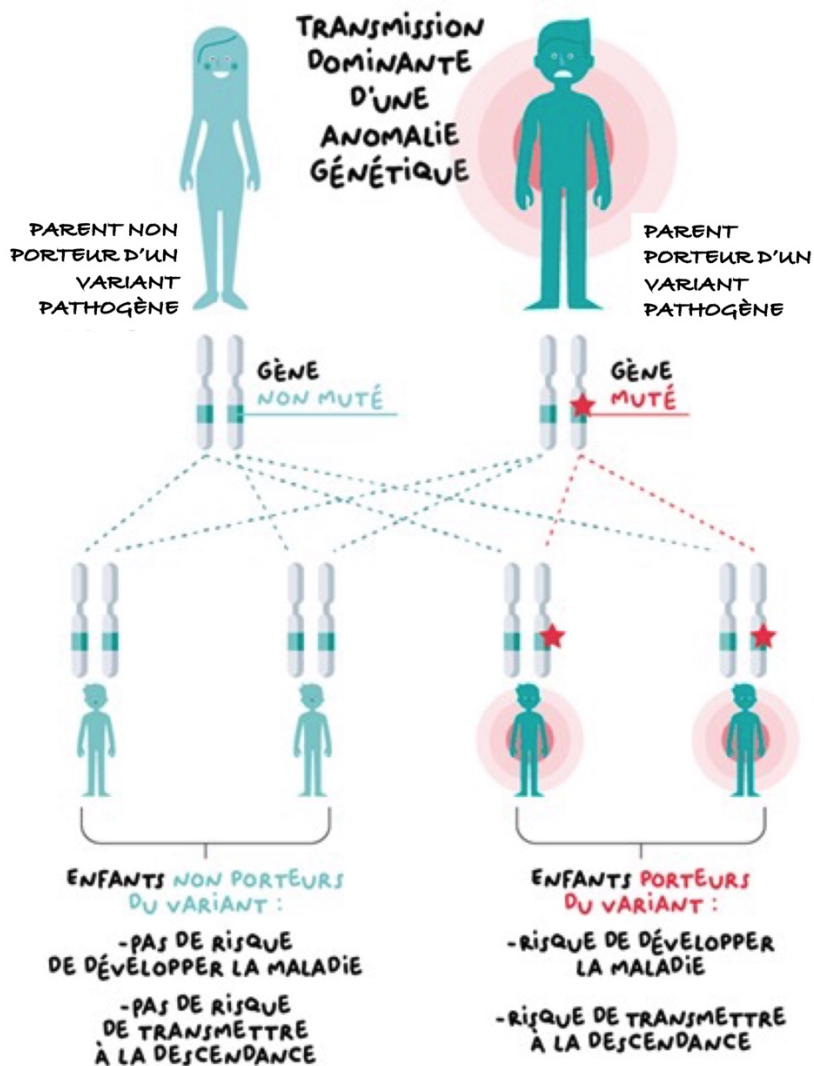 TRANSMISSION
DOMINANTE
D'UNE
ANOMALIE
GÉNÉTIQUE
PARENT NON
PORTEUR D'UN
VARIANT
PATHOGÈNE
PARENT
PORTEUR D'UN
VARIANT
PATHOGÈNE
GÈNE
NON MUTÉ
GÈNE
MUTÉ
ENFANTS NON PORTEURS
DU VARIANT :
-PAS DE RISQUE
DE DÉVELOPPER LA MALADIE
-PAS DE RISQUE
DE TRANSMETTRE
À LA DESCENDANCE
ENFANTS PORTEURS
DU VARIANT :
-RISQUE DE DÉVELOPPER
LA MALADIE
-RISQUE DE TRANSMETTRE
À LA DESCENDANCE